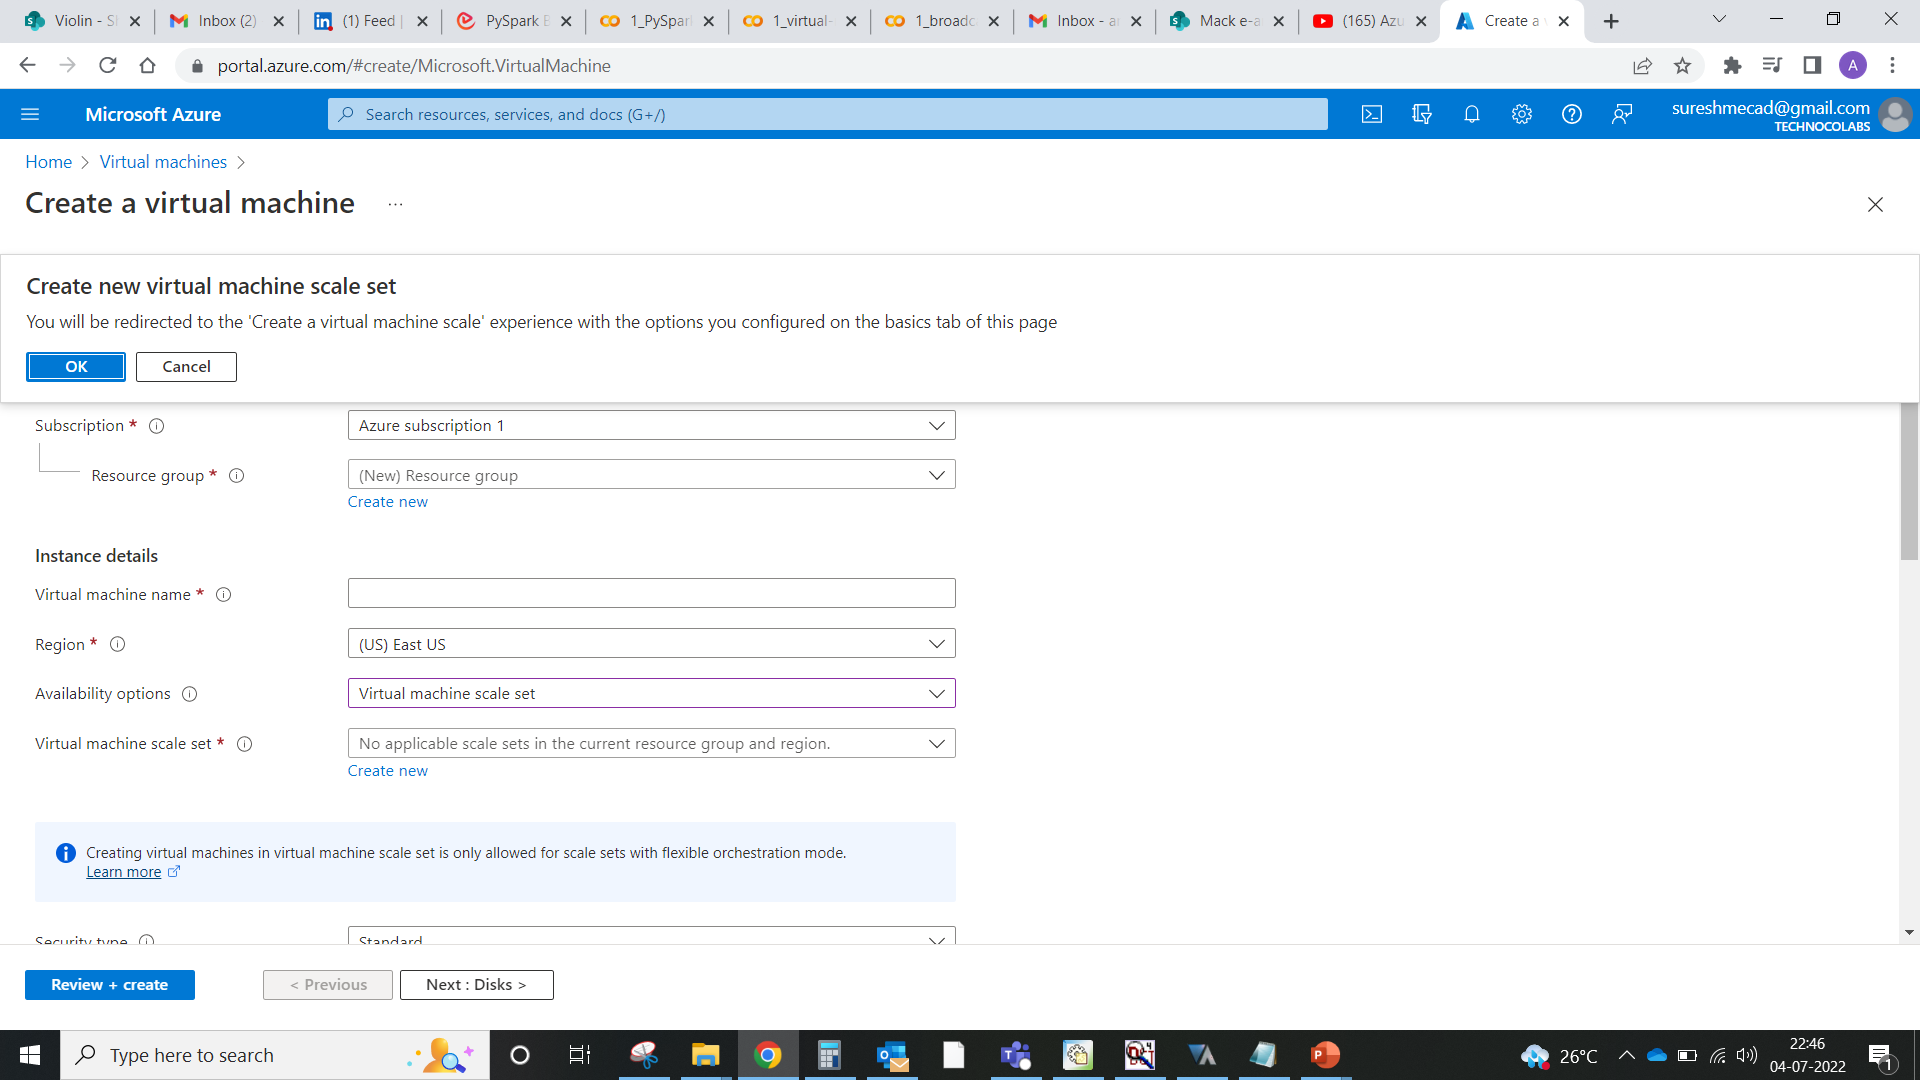 Violin - S
Inbox (2)
(1) Feed
PySpark
1_PySpar
1_virtual-
1_broadc
Inbox - a
Mack e-a
(165) Azu
Create a
portal.azure.com/#create/Microsoft.VirtualMachine
A
Microsoft Azure
Search resources, services, and docs (G+/)
sureshmecad@gmail.com
TECHNOCOLABS
Home > Virtual machines >
Create a virtual machine ...
Create new virtual machine scale set
You will be redirected to the 'Create a virtual machine scale' experience with the options you configured on the basics tab of this page
OK Cancel
Subscription * Azure subscription 1
Resource group * (New) Resource group
Create new
Instance details
Virtual machine name *
Region * (US) East US
Availability options Virtual machine scale set
Virtual machine scale set * No applicable scale sets in the current resource group and region.
Create new
Creating virtual machines in virtual machine scale set is only allowed for scale sets with flexible orchestration mode.
Learn more
Security type Standard
Review + create < Previous Next : Disks >
Type here to search
26°C
22:46
04-07-2022
1